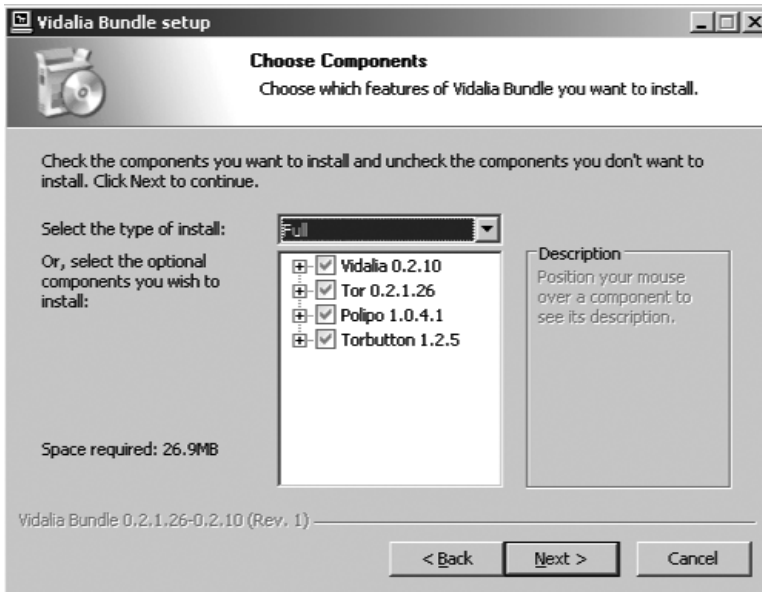 Vidalia Bundle setup
Choose Components
Choose which features of Vidalia Bundle you want to install.
Check the components you want to install and uncheck the components you don't want to
install. Click Next to continue.
Select the type of install:
Full
Or, select the optional
components you wish to
install:
Vidalia 0.2.10
Tor 0.2.1.26
Polipo 1.0.4.1
Torbutton 1.2.5
Description
Position your mouse
over a component to
see its description.
Space required: 26.9MB
Vidalia Bundle 0.2.1.26-0.2.10 (Rev. 1)
< Back
Next >
Cancel